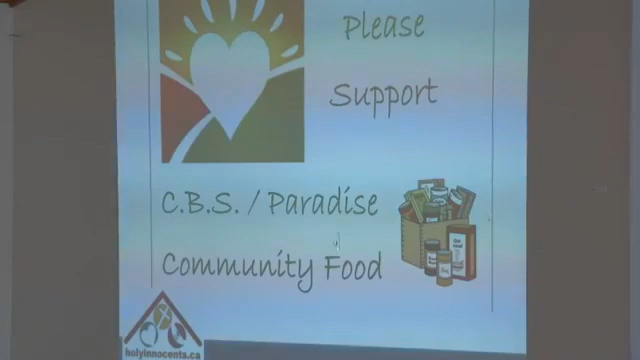 Please
Support
C.B.S. / Paradise
Community Food
holyinnocents.ca